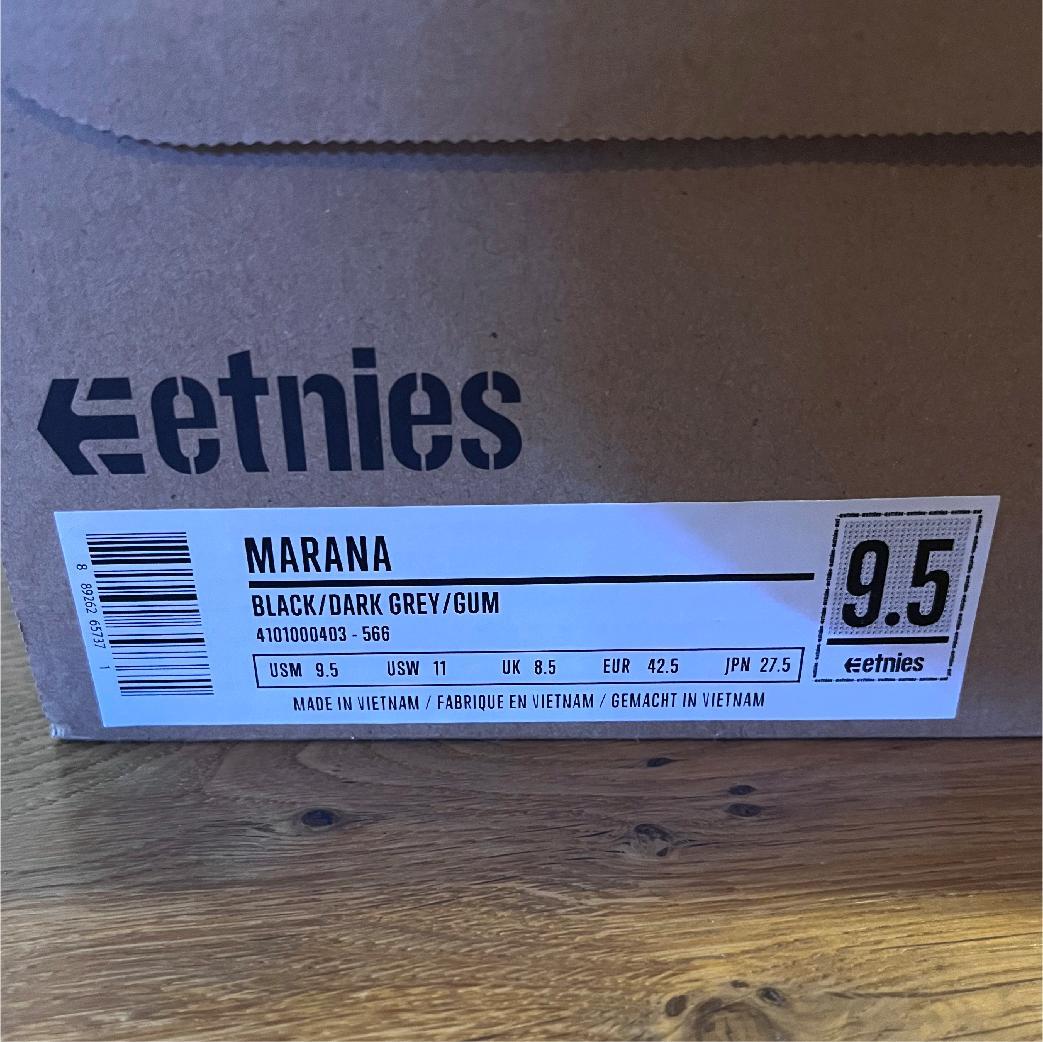 etnies
8 89262 65737 1
MARANA
BLACK/DARK GREY/GUM
4101000403 - 566
USM 9.5 USW 11 UK 8.5 EUR 42.5 JPN 27.5
MADE IN VIETNAM / FABRIQUE EN VIETNAM / GEMACHT IN VIETNAM
9.5
etnies